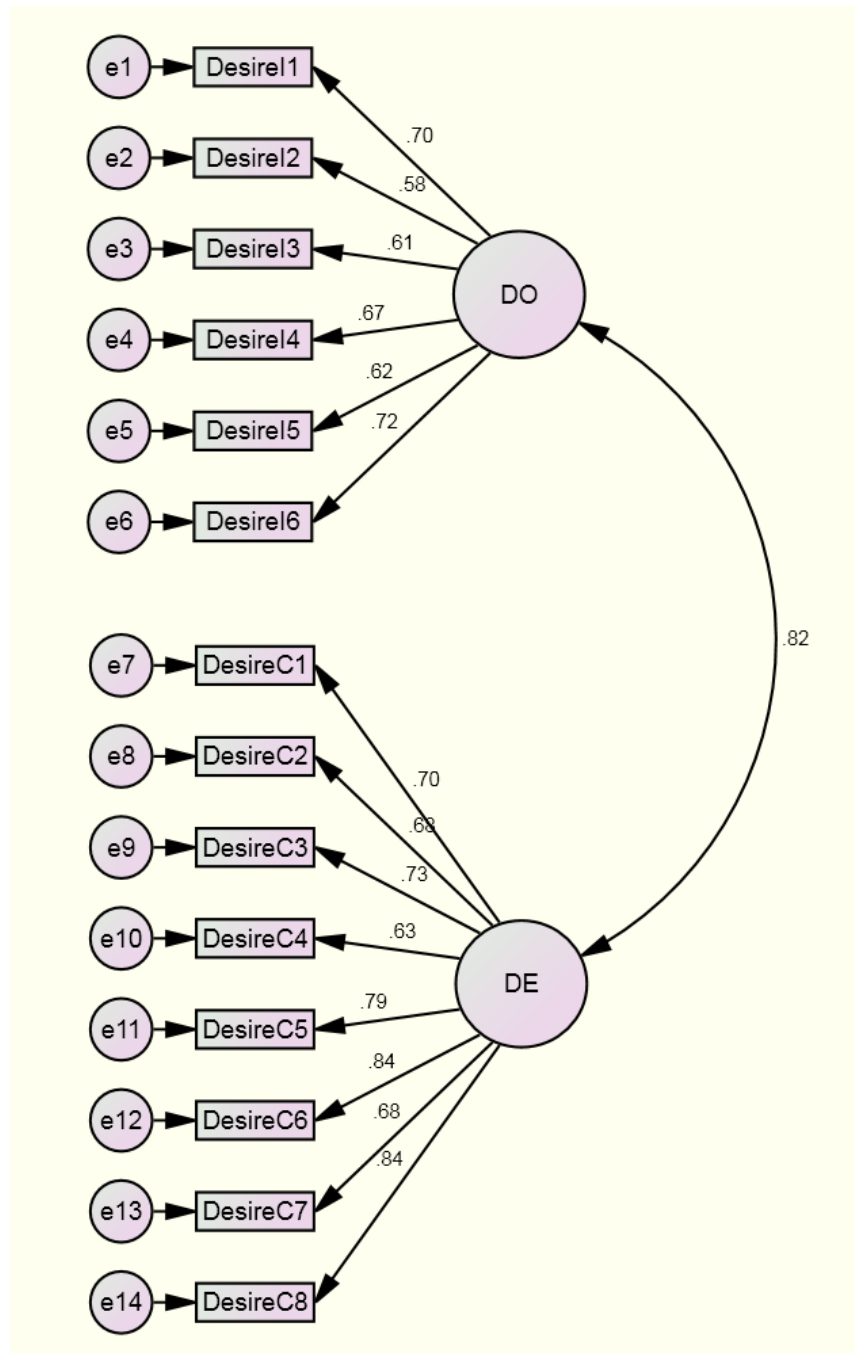 e1 DesireI1
.70
e2 DesireI2
.58
e3 DesireI3
.61
DO
e4 DesireI4
.67
e5 DesireI5
.62
e6 DesireI6
.72
.82
e7 DesireC1
.70
e8 DesireC2
.68
e9 DesireC3
.73
e10 DesireC4
.63
DE
e11 DesireC5
.79
e12 DesireC6
.84
e13 DesireC7
.68
e14 DesireC8
.84